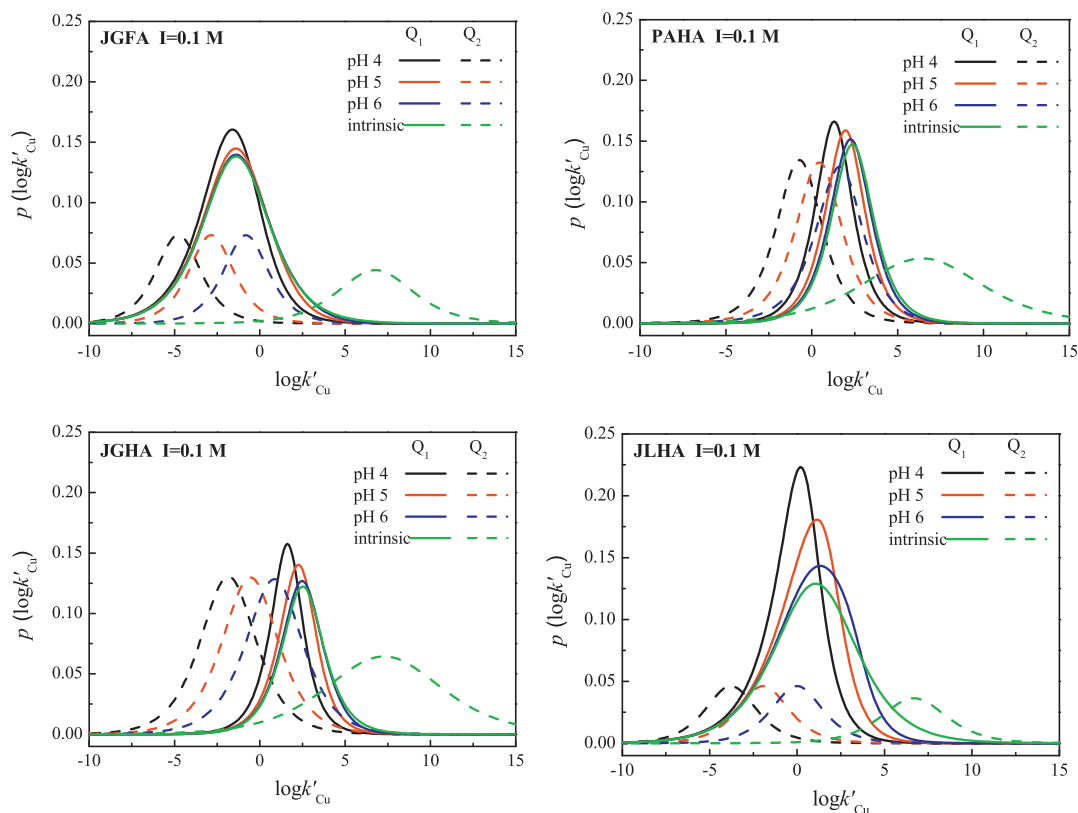 JGFA I=0.1 M
Q1 Q2
pH 4
pH 5
pH 6
intrinsic
0.25
0.20
0.15
0.10
0.05
0.00
p (logk′Cu)
-10 -5 0 5 10 15
logk′Cu
PAHA I=0.1 M
Q1 Q2
pH 4
pH 5
pH 6
intrinsic
0.25
0.20
0.15
0.10
0.05
0.00
p (logk′Cu)
-10 -5 0 5 10 15
logk′Cu
JGHA I=0.1 M
Q1 Q2
pH 4
pH 5
pH 6
intrinsic
0.25
0.20
0.15
0.10
0.05
0.00
p (logk′Cu)
-10 -5 0 5 10 15
logk′Cu
JLHA I=0.1 M
Q1 Q2
pH 4
pH 5
pH 6
intrinsic
0.25
0.20
0.15
0.10
0.05
0.00
p (logk′Cu)
-10 -5 0 5 10 15
logk′Cu